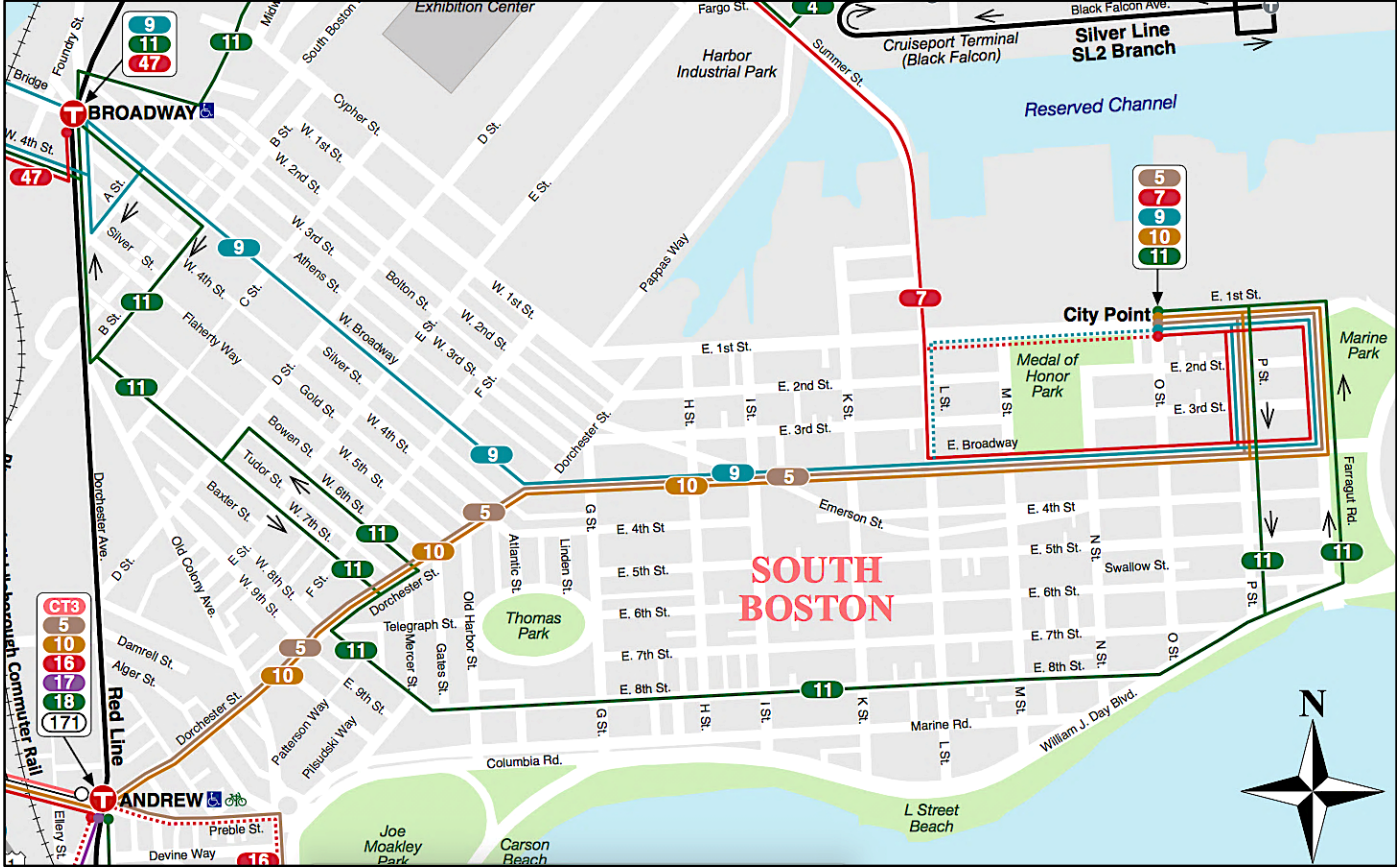 Exhibition Center
Fargo St.
4
Black Falcon Ave.
T
Silver Line
SL2 Branch
Cruiseport Terminal
(Black Falcon)
Harbor
Industrial Park
Summer St.
Reserved Channel
Foundry St.
South Boston
9
11
47
11
Bridge
T
BROADWAY
W. 4th St.
47
Cypher St.
B St.
W. 1st St.
W. 2nd St.
D St.
E St.
A St.
Silver St.
W. 4th St.
9
W. 3rd St.
Athens St.
Bolton St.
W. 1st St.
W. 2nd St.
W. 3rd St.
E St.
F St.
Pappas Way
C St.
11
B St.
Flaherty Way
W. Broadway
Silver St.
D St.
Gold St.
W. 4th St.
Bowen St.
W. 5th St.
11
Tudor St.
W. 6th St.
Baxter St.
W. 7th St.
9
Dorchester St.
7
5
7
9
10
11
City Point
E. 1st St.
E. 1st St.
Marine
Park
Medal of
Honor
Park
E. 2nd St.
E. 2nd St.
E. 3rd St.
E. 3rd St.
P St.
O St.
H St.
I St.
K St.
L St.
M St.
E. Broadway
9
5
10
5
10
11
11
Emerson St.
G St.
E. 4th St
E. 4th St
E. 5th St.
E. 5th St.
N St.
Swallow St.
E. 6th St.
E. 6th St.
E. 7th St.
E. 7th St.
E. 8th St.
E. 8th St.
Farragut Rd.
11
11
P St.
SOUTH
BOSTON
Atlantic St.
Linden St.
Thomas
Park
Dorchester St.
Telegraph St.
Old Harbor St.
Mercer St.
Gates St.
Dorchester Ave.
D St.
Old Colony Ave.
E St.
W. 8th St.
W. 9th St.
F St.
5
10
11
E. 9th St.
11
CT3
5
10
16
17
18
171
Damrell St.
Alger St.
Dorchester St.
Patterson Way
Pilsudski Way
G St.
H St.
I St.
K St.
L St.
M St.
N St.
O St.
Marine Rd.
William J. Day Blvd.
Columbia Rd.
N
Red Line
Commuter Rail
T
ANDREW
Ellery St.
Preble St.
Devine Way
16
Joe
Moakley
Park
Carson
Beach
L Street
Beach